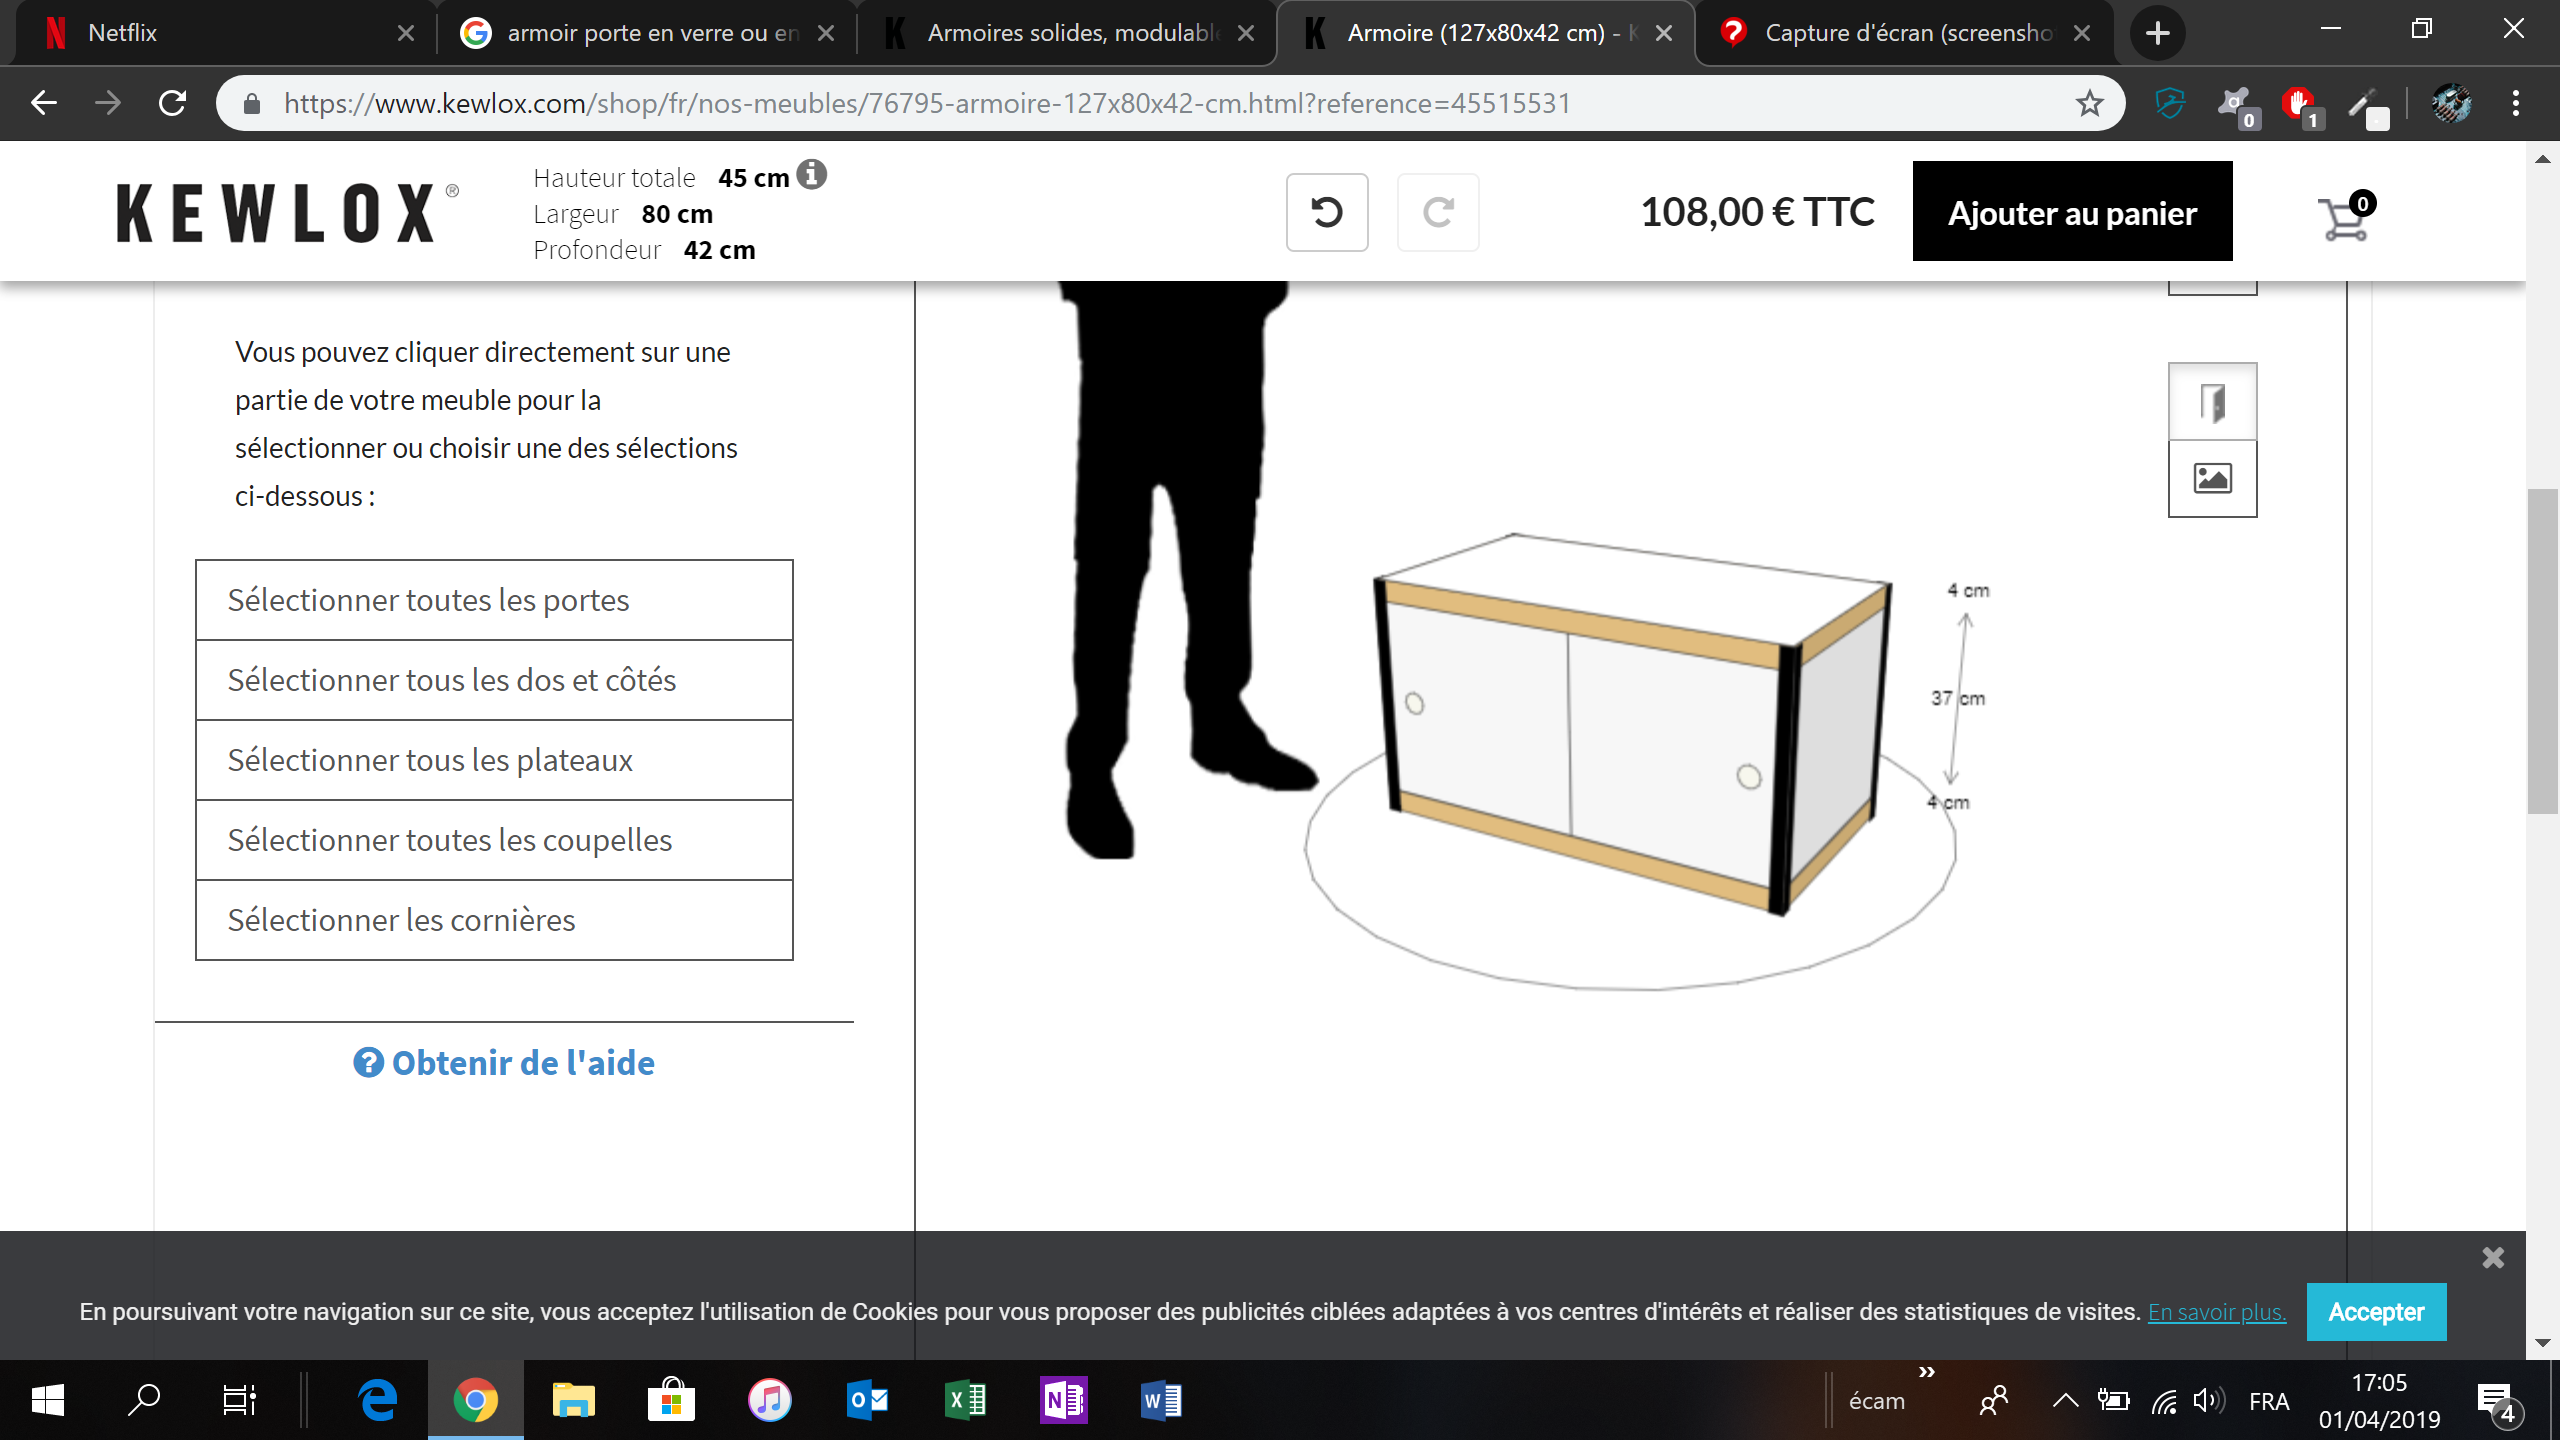 Netflix
armoir porte en verre ou en
Armoires solides, modulabl
Armoire (127x80x42 cm) - K
Capture d'écran (screensho
https://www.kewlox.com/shop/fr/nos-meubles/76795-armoire-127x80x42-cm.html?reference=45515531
0
1
KEWLOX®
Hauteur totale 45 cm
Largeur 80 cm
Profondeur 42 cm
108,00 € TTC
Ajouter au panier
0
Vous pouvez cliquer directement sur une
partie de votre meuble pour la
sélectionner ou choisir une des sélections
ci-dessous :
Sélectionner toutes les portes
Sélectionner tous les dos et côtés
Sélectionner tous les plateaux
Sélectionner toutes les coupelles
Sélectionner les cornières
Obtenir de l'aide
4 cm
37 cm
4 cm
En poursuivant votre navigation sur ce site, vous acceptez l'utilisation de Cookies pour vous proposer des publicités ciblées adaptées à vos centres d'intérêts et réaliser des statistiques de visites. En savoir plus.
Accepter
écam
FRA
17:05
01/04/2019
4